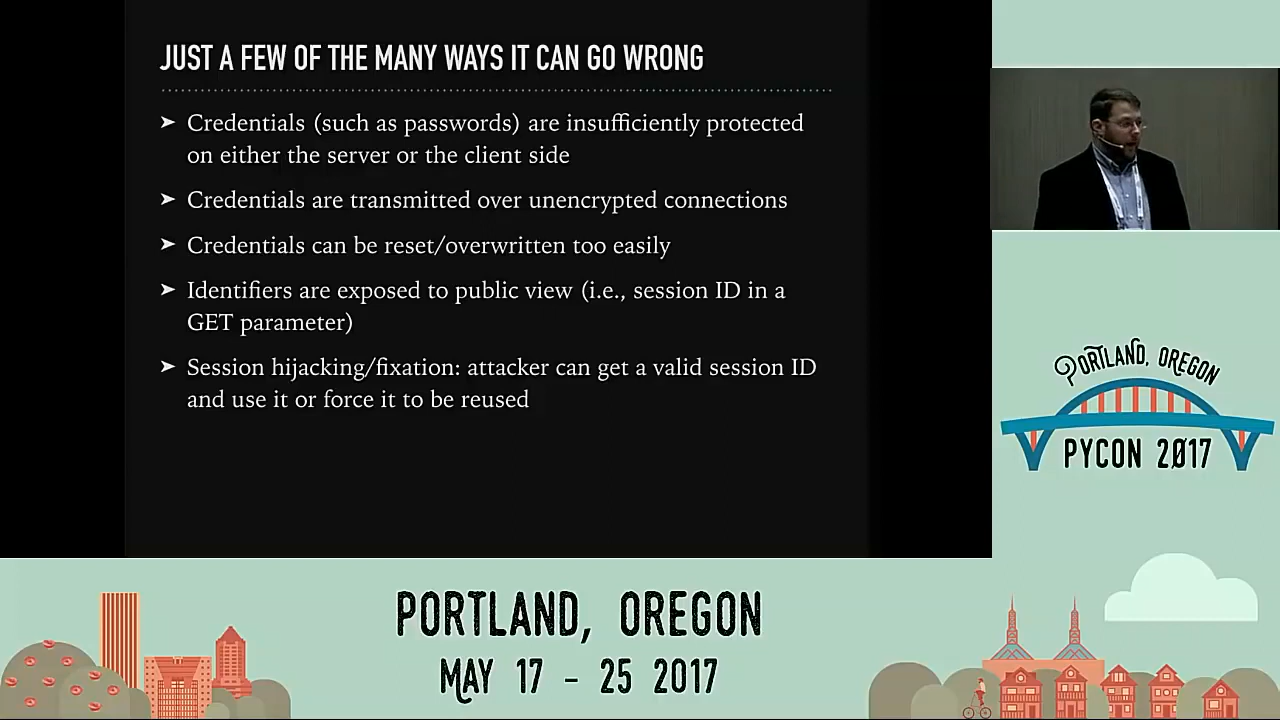 JUST A FEW OF THE MANY WAYS IT CAN GO WRONG
➤ Credentials (such as passwords) are insufficiently protected
on either the server or the client side
➤ Credentials are transmitted over unencrypted connections
➤ Credentials can be reset/overwritten too easily
➤ Identifiers are exposed to public view (i.e., session ID in a
GET parameter)
➤ Session hijacking/fixation: attacker can get a valid session ID
and use it or force it to be reused
PORTLAND, OREGON
PYCON 2017
PORTLAND, OREGON
MAY 17 - 25 2017